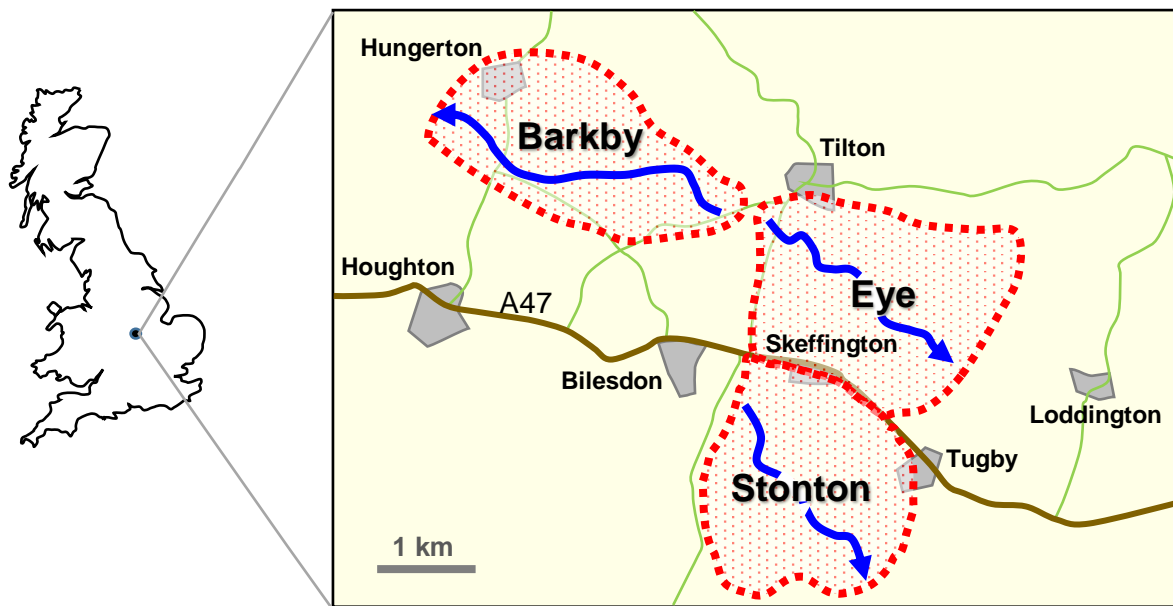 Hungerton
Barkby
Tilton
Houghton
A47
Eye
Skeffington
Bilesdon
Loddington
Tugby
Stonton
1 km